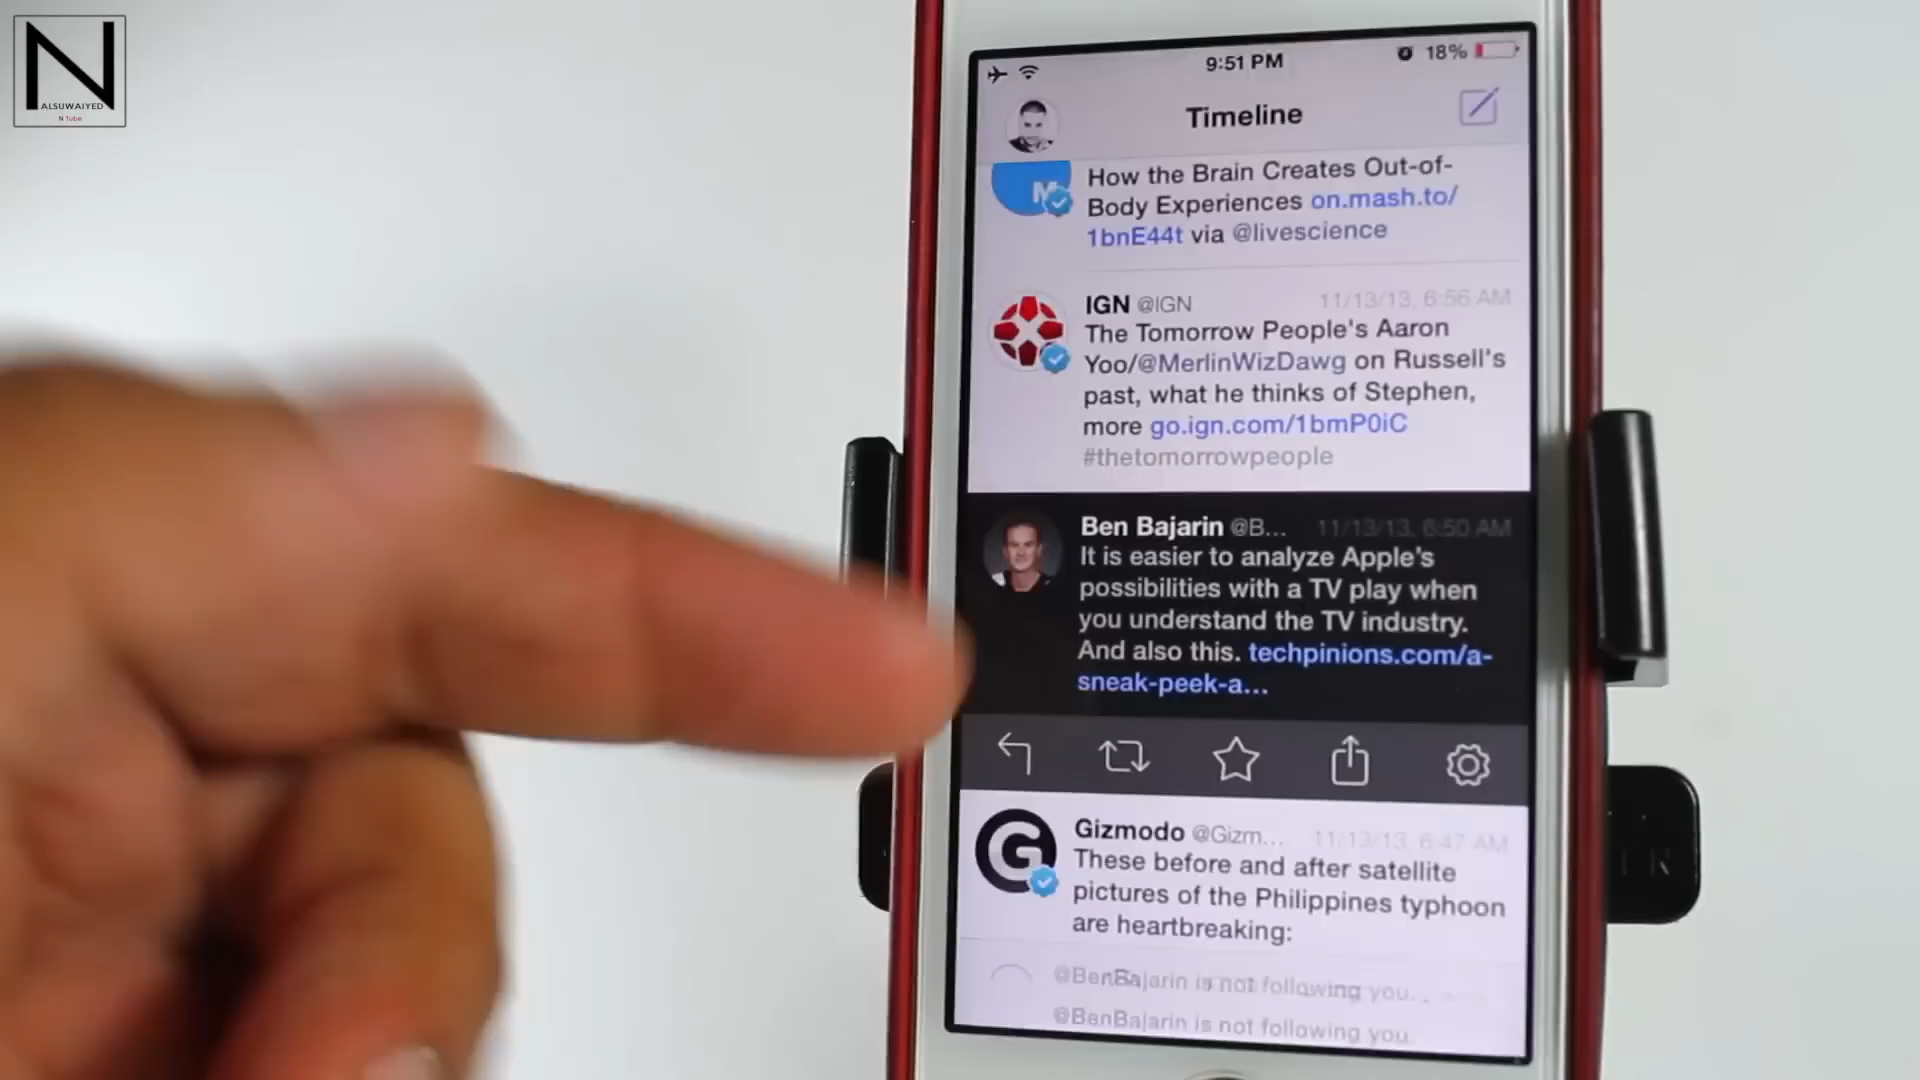 N
ALSUWAIYED
N Tube
9:51 PM
18%
Timeline
M
How the Brain Creates Out-of-
Body Experiences on.mash.to/
1bnE44t via @livescience
IGN @IGN 11/13/13, 6:56 AM
The Tomorrow People's Aaron
Yoo/@MerlinWizDawg on Russell's
past, what he thinks of Stephen,
more go.ign.com/1bmP0iC
#thetomorrowpeople
Ben Bajarin @B... 11/13/13, 6:50 AM
It is easier to analyze Apple's
possibilities with a TV play when
you understand the TV industry.
And also this. techpinions.com/a-
sneak-peek-a...
G
Gizmodo @Gizm... 11/13/13, 6:47 AM
These before and after satellite
pictures of the Philippines typhoon
are heartbreaking:
@BenBajarin is not following you...
@BenBajarin is not following you.